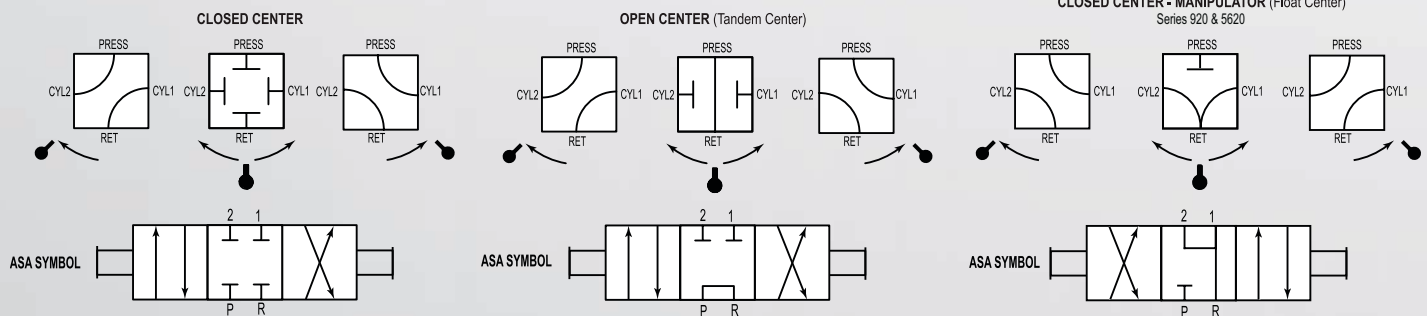 CLOSED CENTER
PRESS
PRESS
PRESS
CYL2
CYL1
CYL2
CYL1
RET
RET
RET
2 1
ASA SYMBOL
P R
OPEN CENTER (Tandem Center)
PRESS
PRESS
PRESS
CYL2
CYL2
CYL1
CYL2
CYL1
RET
RET
RET
2 1
ASA SYMBOL
P R
CLOSED CENTER - MANIPULATOR (Float Center)
Series 920 & 5620
PRESS
PRESS
PRESS
CYL2
CYL1
CYL2
CYL1
CYL2
CYL1
RET
RET
RET
2 1
ASA SYMBOL
P R